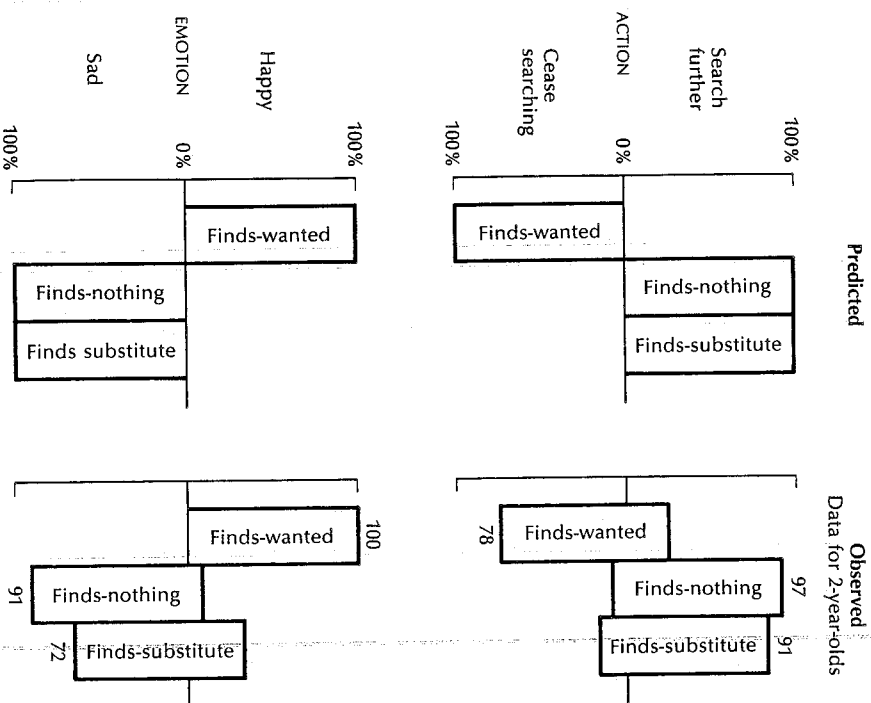 Predicted
Observed
Data for 2-year-olds
Search
further
ACTION
Cease
searching
100%
0%
100%
Finds-wanted
Finds-nothing
Finds-substitute
78
Finds-wanted
97
Finds-nothing
91
Finds-substitute
Happy
EMOTION
Sad
100%
0%
100%
Finds-wanted
Finds-nothing
Finds substitute
100
Finds-wanted
91
Finds-nothing
72
Finds-substitute